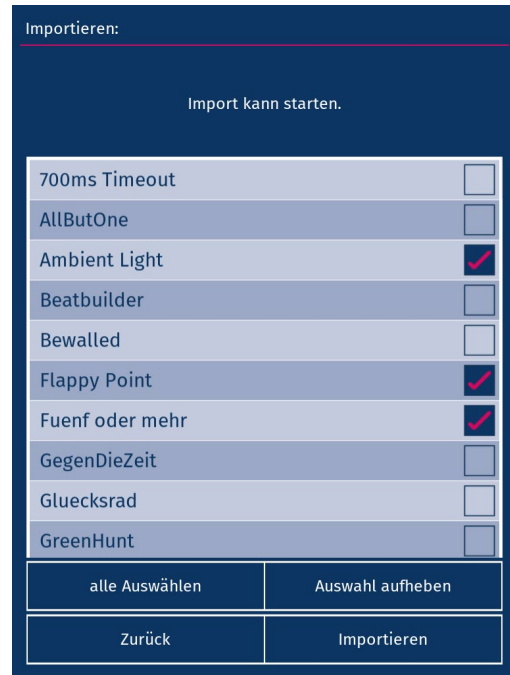 Importieren:
Import kann starten.
700ms Timeout
AllButOne
Ambient Light
Beatbuilder
Bewalled
Flappy Point
Fuenf oder mehr
GegenDieZeit
Gluecksrad
GreenHunt
alle Auswählen
Auswahl aufheben
Zurück
Importieren